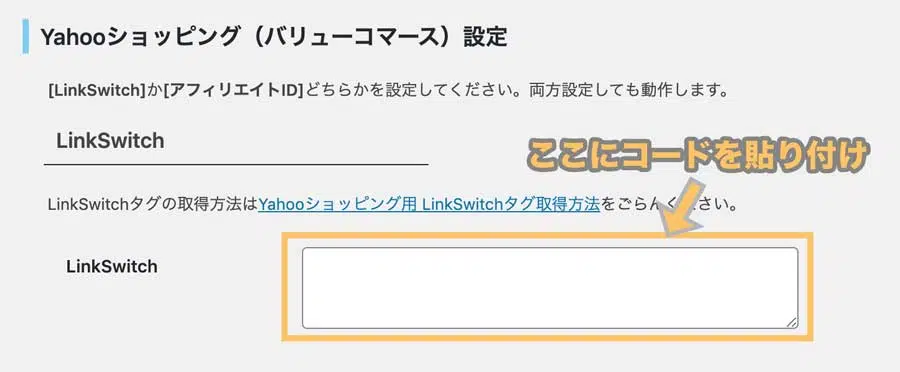 Yahooショッピング（バリューコマース）設定
[LinkSwitch]か[アフィリエイトID]どちらかを設定してください。両方設定しても動作します。
LinkSwitch
ここにコードを貼り付け
LinkSwitchタグの取得方法はYahooショッピング用 LinkSwitchタグ取得方法をごらんください。
LinkSwitch